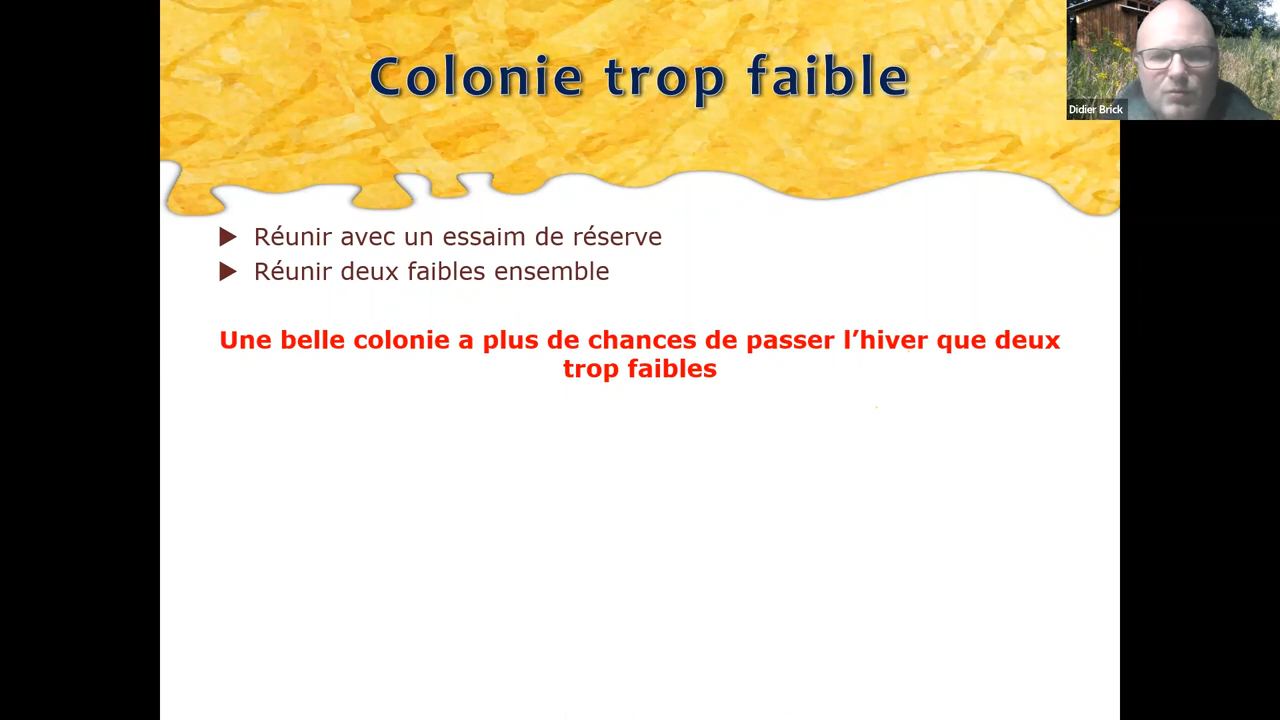 Colonie trop faible
Didier Brick
Réunir avec un essaim de réserve
Réunir deux faibles ensemble
Une belle colonie a plus de chances de passer l’hiver que deux
trop faibles